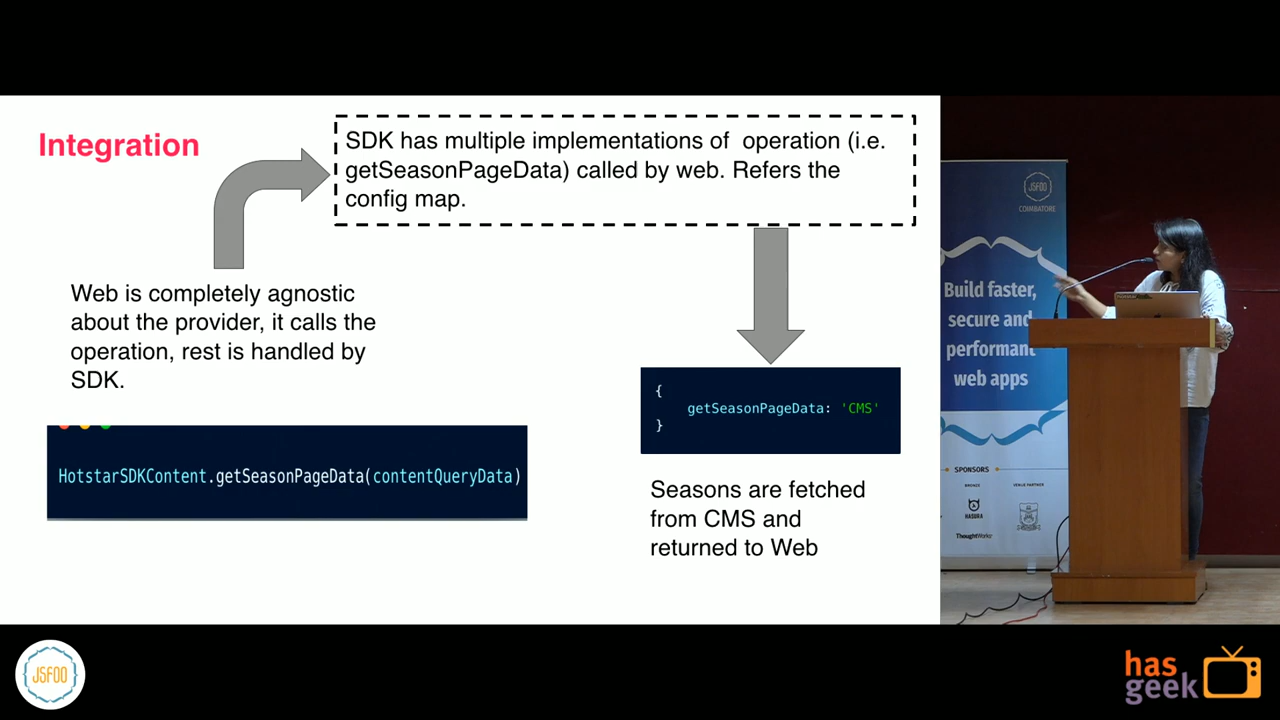 Integration
SDK has multiple implementations of operation (i.e.
getSeasonPageData) called by web. Refers the
config map.
Web is completely agnostic
about the provider, it calls the
operation, rest is handled by
SDK.
HotstarSDKContent.getSeasonPageData(contentQueryData)
{
getSeasonPageData: 'CMS'
}
Seasons are fetched
from CMS and
returned to Web
JSFOO
COIMBATORE
Build faster,
secure and
performant
web apps
SPONSORS
BRONZE
VENUE PARTNER
HASURA
ThoughtWorks
JSFOO
has
geek